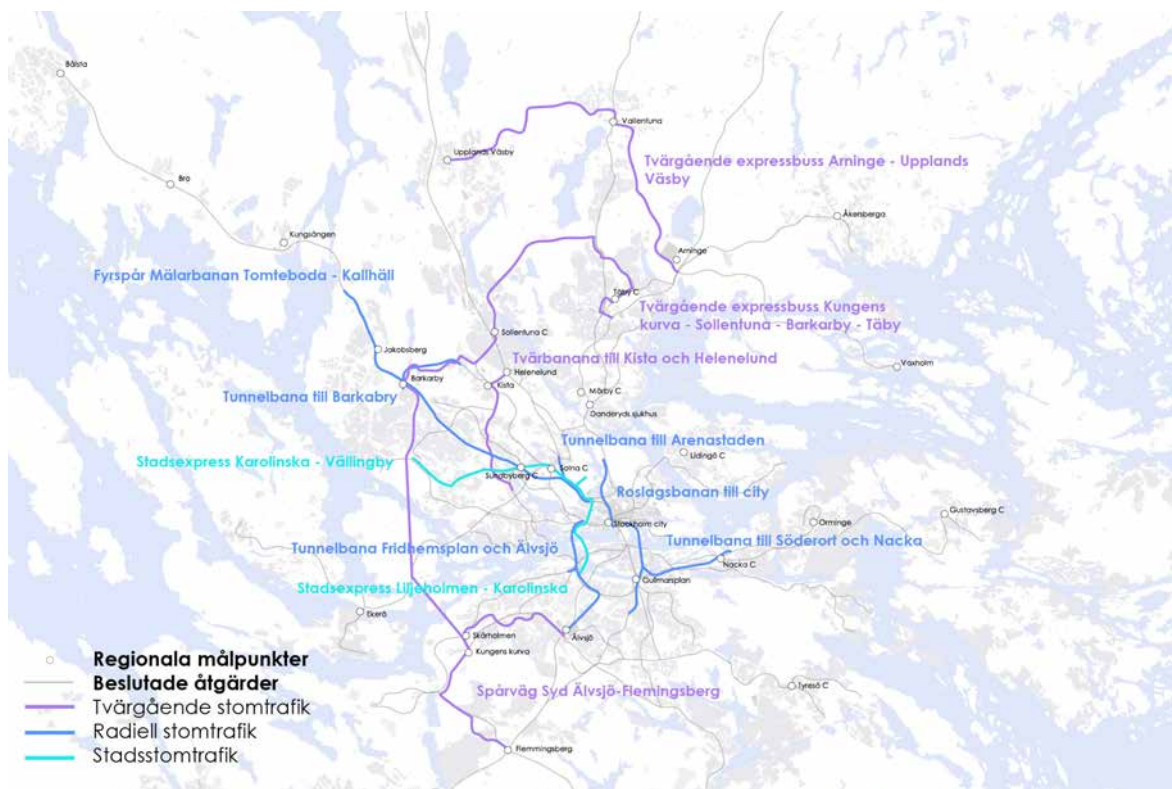 Bålsta
Vallentuna
Upplands Väsby
Tvärgående expressbuss Arninge - Upplands
Väsby
Bro
Åkersberga
Kungsängen
Arninge
Fyrspår Mälarbanan Tomteboda - Kallhäll
Täby C
Tvärgående expressbuss Kungens
kurva - Sollentuna - Barkarby - Täby
Sollentuna C
Jakobsberg
Tvärbanana till Kista och Helenelund
Helenelund
Vaxholm
Barkarby
Kista
Mörby C
Tunnelbana till Barkabry
Danderyds sjukhus
Tunnelbana till Arenastaden
Lidingö C
Stadsexpress Karolinska - Vällingby
Solna C
Sundbyberg C
Roslagsbanan till city
Gustavsberg C
Stockholm city
Orminge
Tunnelbana till Söderort och Nacka
Tunnelbana Fridhemsplan och Älvsjö
Nacka C
Gullmarsplan
Stadsexpress Liljeholmen - Karolinska
Ekerö
Älvsjö
Skärholmen
Kungens kurva
Regionala målpunkter
Beslutade åtgärder
Tvärgående stomtrafik
Radiell stomtrafik
Stadsstomtrafik
Spårväg Syd Älvsjö-Flemingsberg
Tyresö C
Flemmingsberg